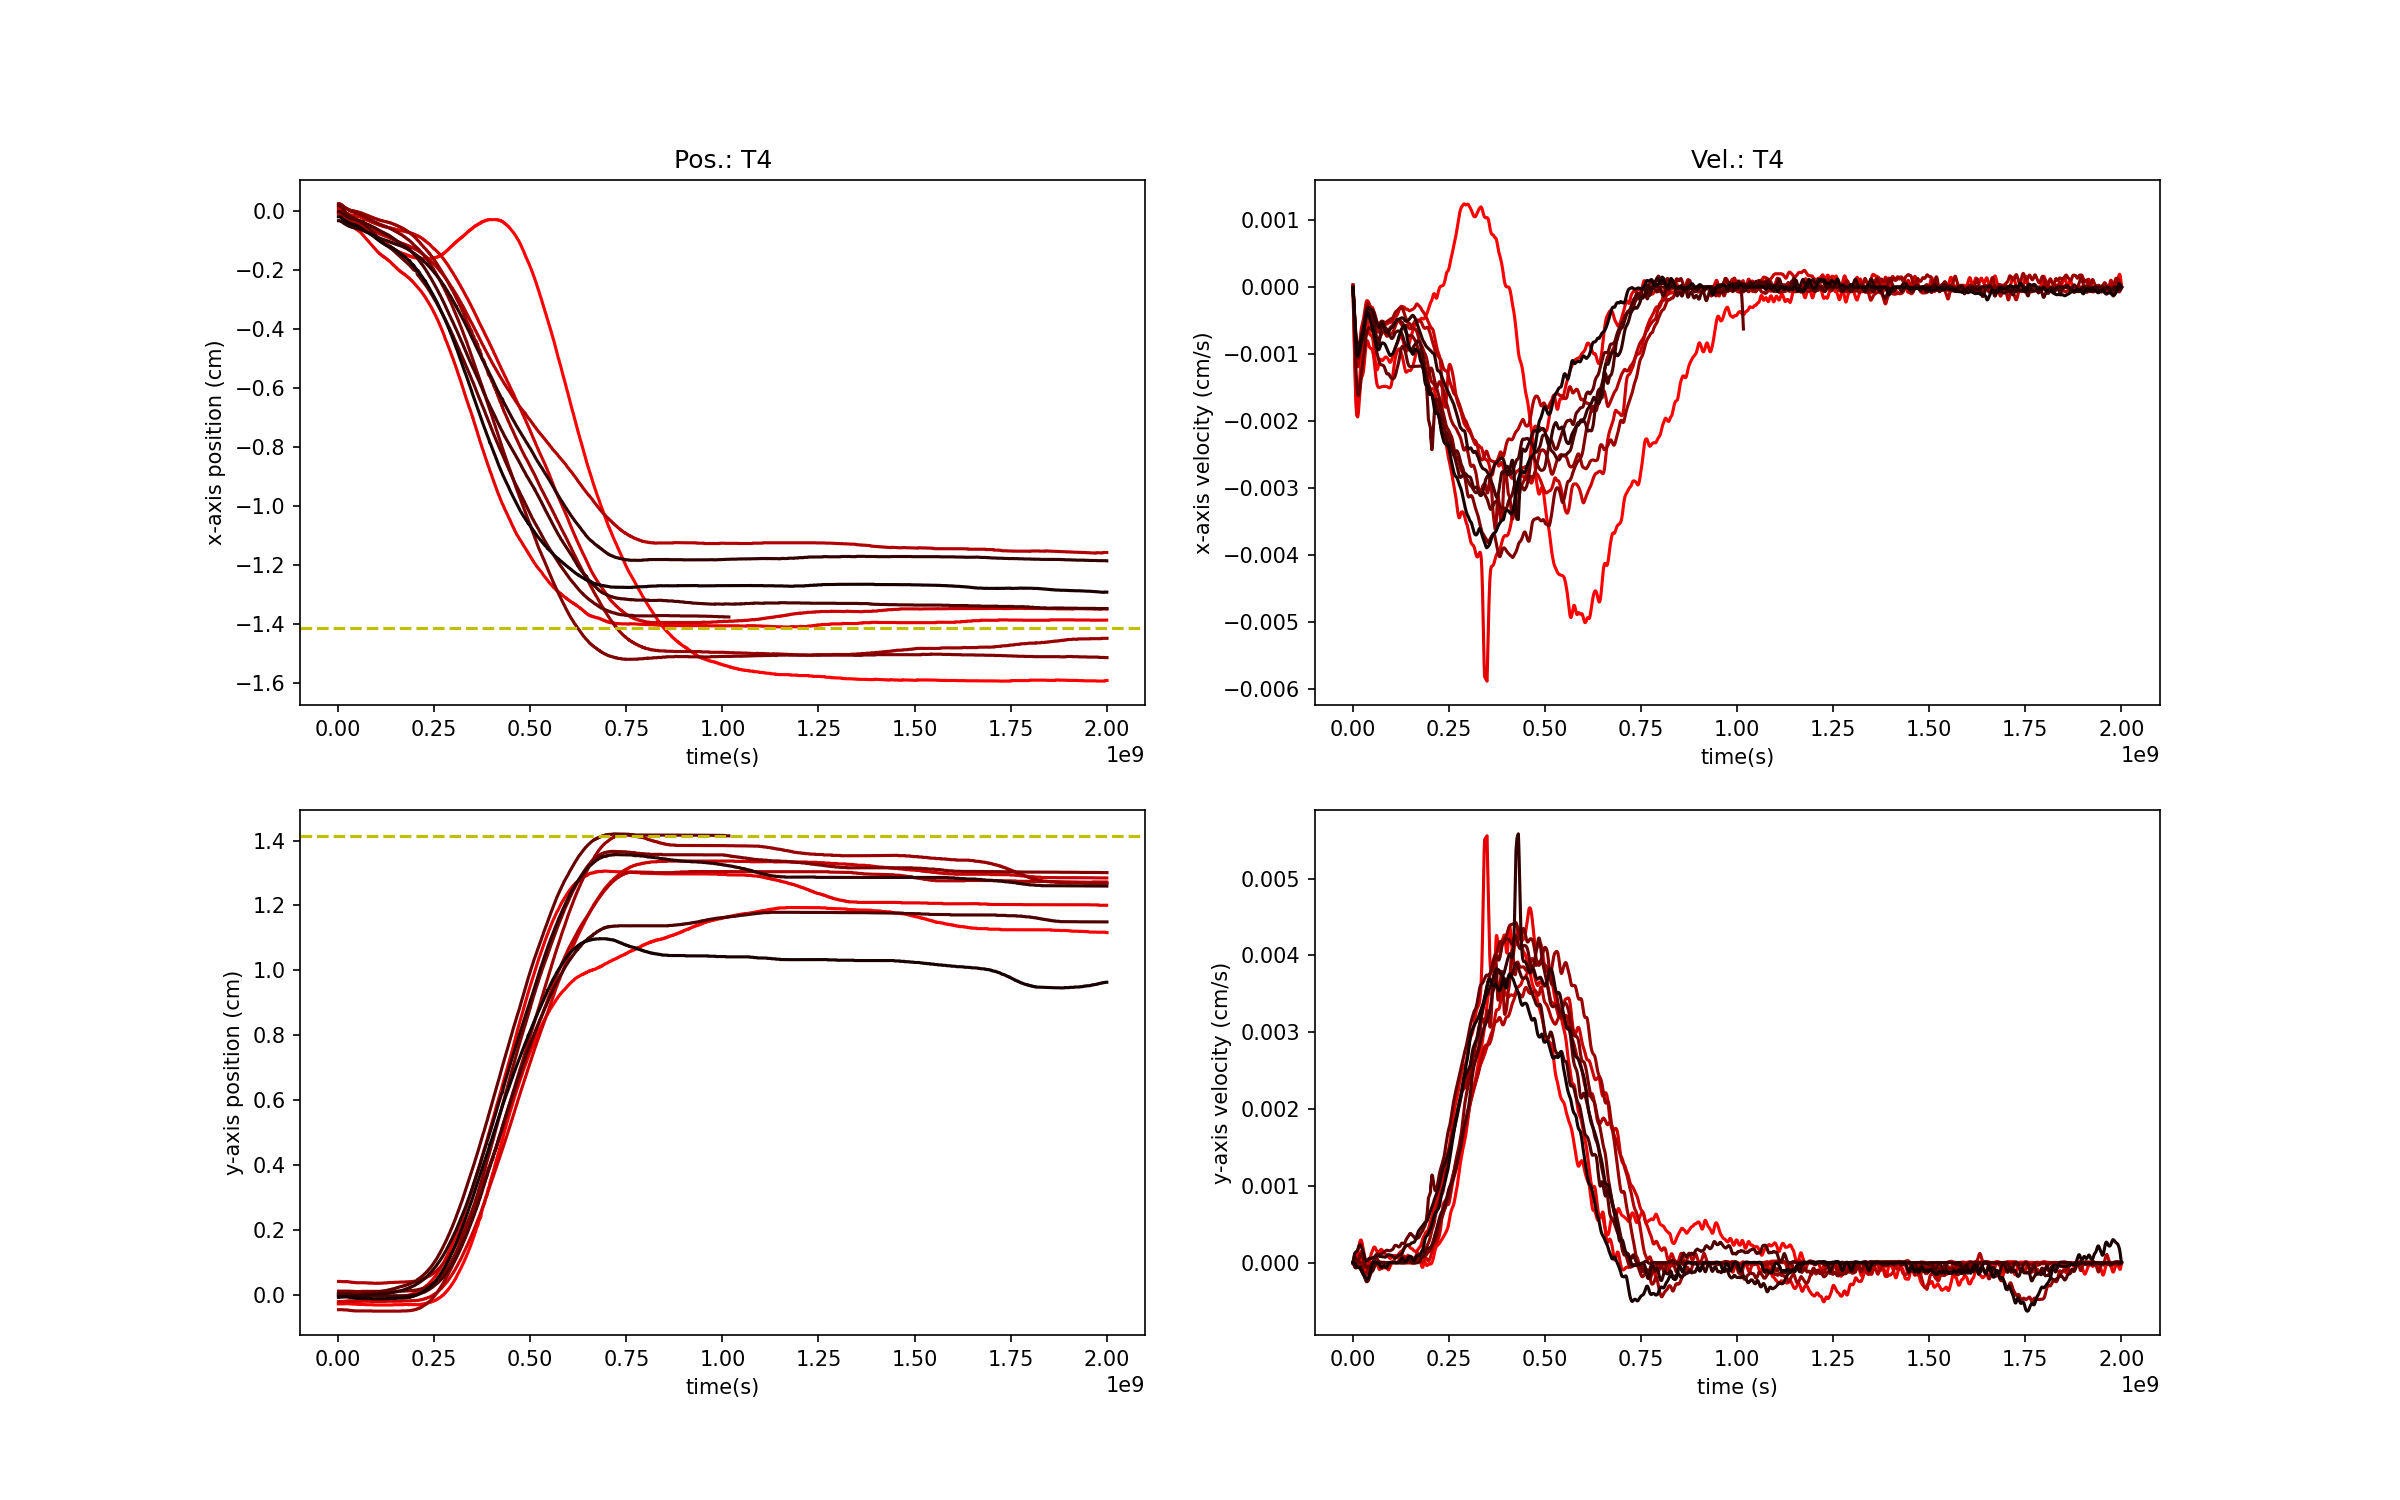 Pos.: T4
x-axis position (cm)
0.0
−0.2
−0.4
−0.6
−0.8
−1.0
−1.2
−1.4
−1.6
0.00 0.25 0.50 0.75 1.00 1.25 1.50 1.75 2.00
1e9
time(s)
Vel.: T4
x-axis velocity (cm/s)
0.001
0.000
−0.001
−0.002
−0.003
−0.004
−0.005
−0.006
0.00 0.25 0.50 0.75 1.00 1.25 1.50 1.75 2.00
1e9
time(s)
y-axis position (cm)
1.4
1.2
1.0
0.8
0.6
0.4
0.2
0.0
0.00 0.25 0.50 0.75 1.00 1.25 1.50 1.75 2.00
1e9
time(s)
y-axis velocity (cm/s)
0.005
0.004
0.003
0.002
0.001
0.000
0.00 0.25 0.50 0.75 1.00 1.25 1.50 1.75 2.00
1e9
time (s)